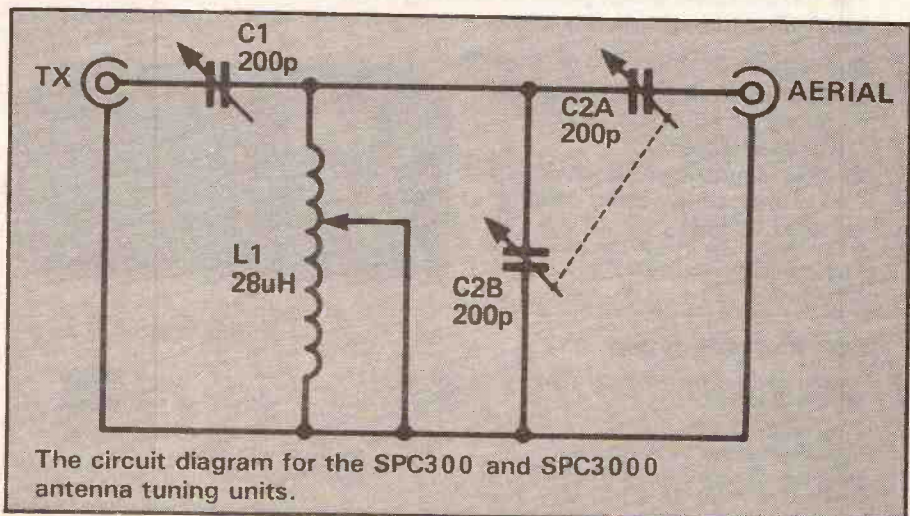 C1
200p
TX
C2A
200p
AERIAL
L1
28uH
C2B
200p
The circuit diagram for the SPC300 and SPC3000
antenna tuning units.